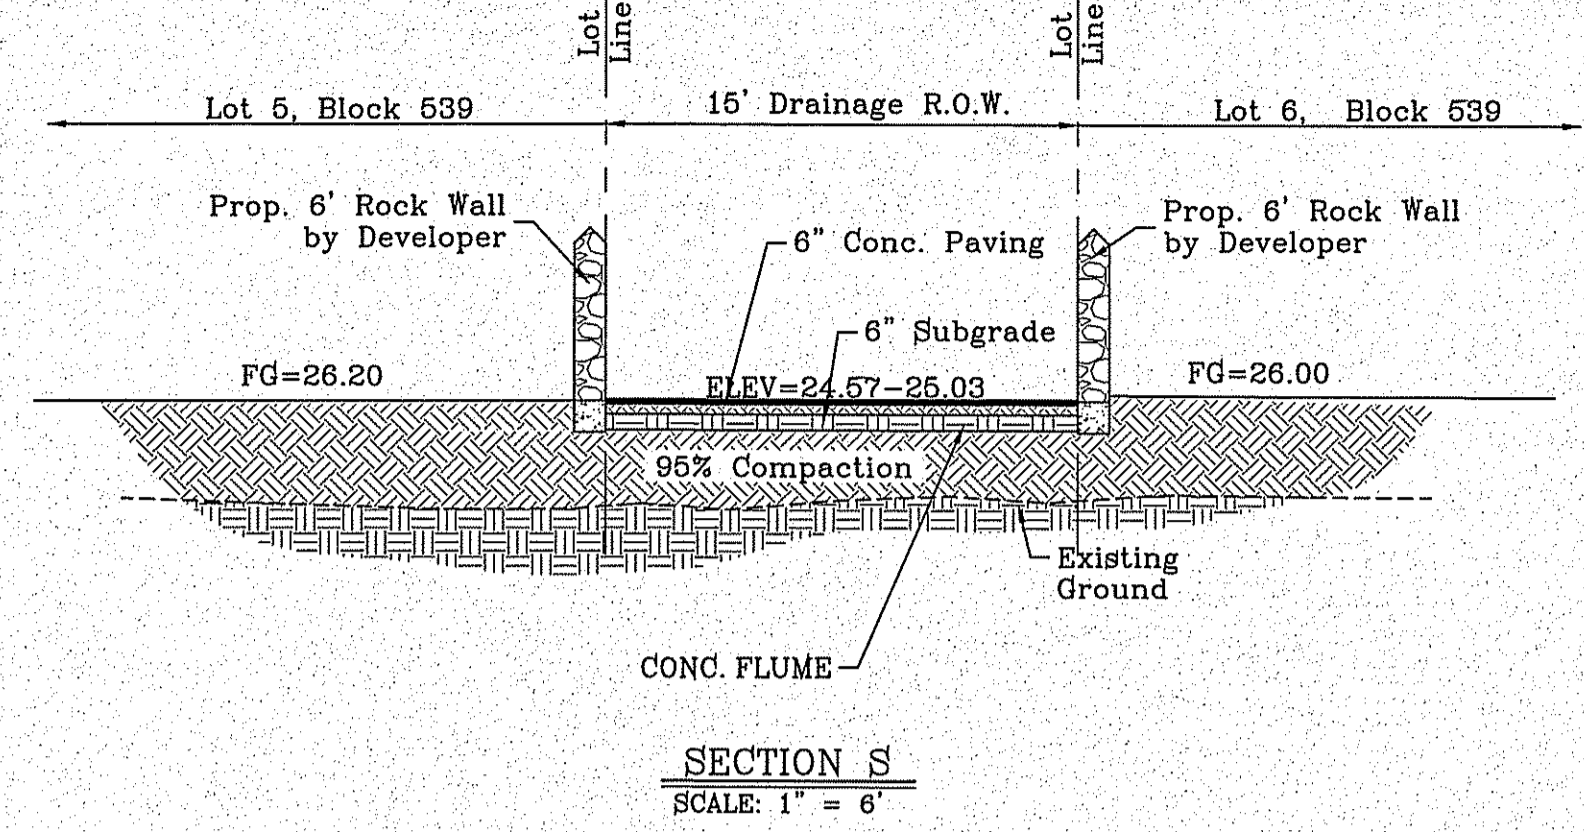 Lot
Line
Lot
Line
Lot 5, Block 539
15' Drainage R.O.W.
Lot 6, Block 539
Prop. 6' Rock Wall
by Developer
6" Conc. Paving
Prop. 6' Rock Wall
by Developer
6" Subgrade
FG=26.20
ELEV=24.57-25.03
FG=26.00
95% Compaction
Existing
Ground
CONC. FLUME
SECTION S
SCALE: 1" = 6'